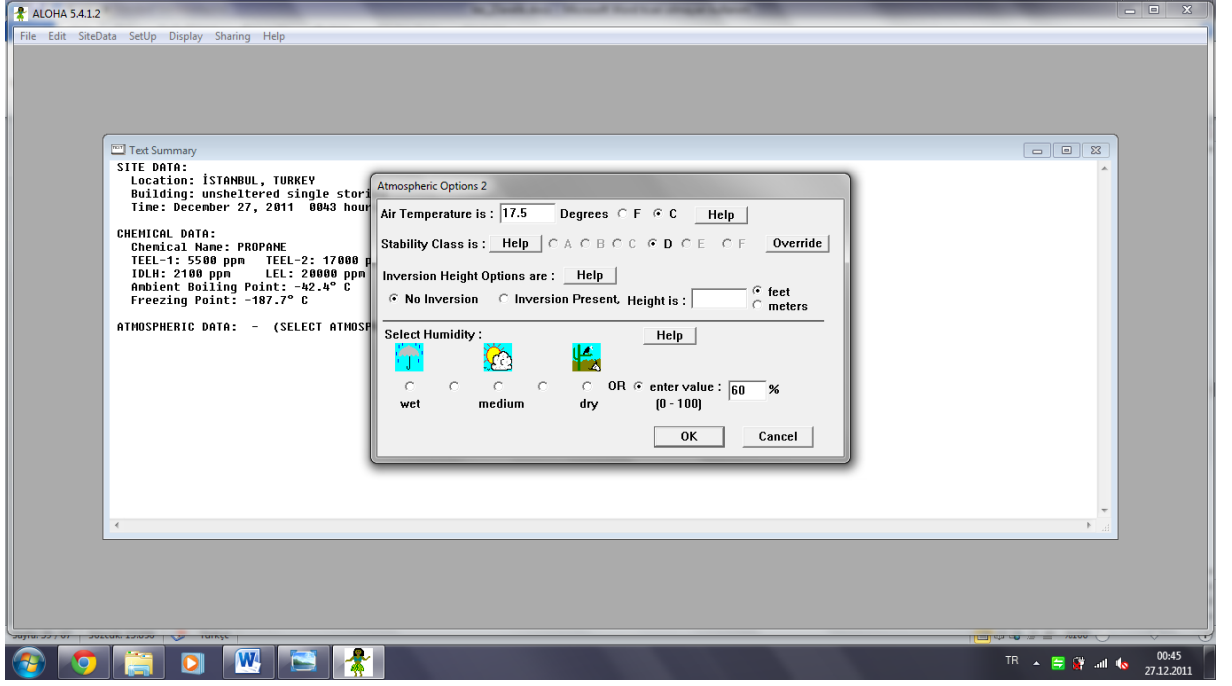 ALOHA 5.4.1.2
File Edit SiteData SetUp Display Sharing Help
Text Summary
SITE DATA:
Location: İSTANBUL, TURKEY
Building: unsheltered single stori
Time: December 27, 2011 0043 hour
CHEMICAL DATA:
Chemical Name: PROPANE
TEEL-1: 5500 ppm TEEL-2: 17000 p
IDLH: 2100 ppm LEL: 20000 ppm
Ambient Boiling Point: -42.4° C
Freezing Point: -187.7° C
ATMOSPHERIC DATA: - (SELECT ATMOSP
Atmospheric Options 2
Air Temperature is : 17.5 Degrees F C Help
Stability Class is : Help A B C D E F Override
Inversion Height Options are : Help
No Inversion Inversion Present, Height is : feet
meters
Select Humidity : Help
OR enter value : 60 %
wet medium dry (0 - 100)
OK Cancel
TR 00:45
27.12.2011